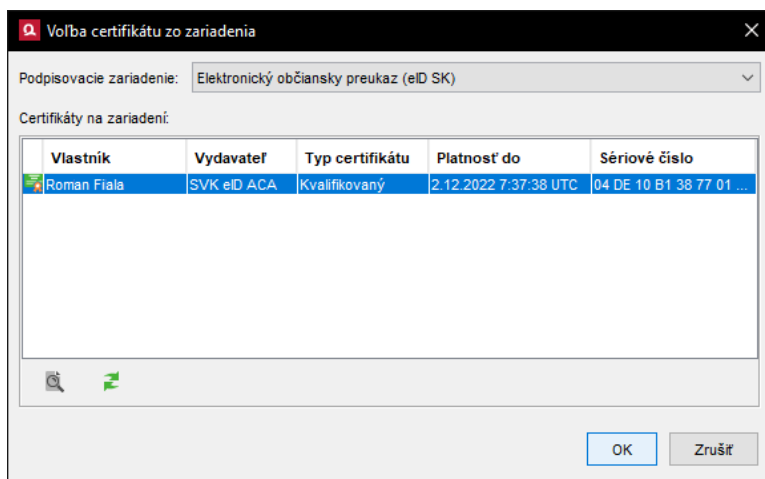 Voľba certifikátu zo zariadenia
Podpisovacie zariadenie: Elektronický občiansky preukaz (eID SK)
Certifikáty na zariadení:
Vlastník Vydavateľ Typ certifikátu Platnosť do Sériové číslo
Roman Fiala SVK eID ACA Kvalifikovaný 2.12.2022 7:37:38 UTC 04 DE 10 B1 38 77 01 ...
OK Zrušiť